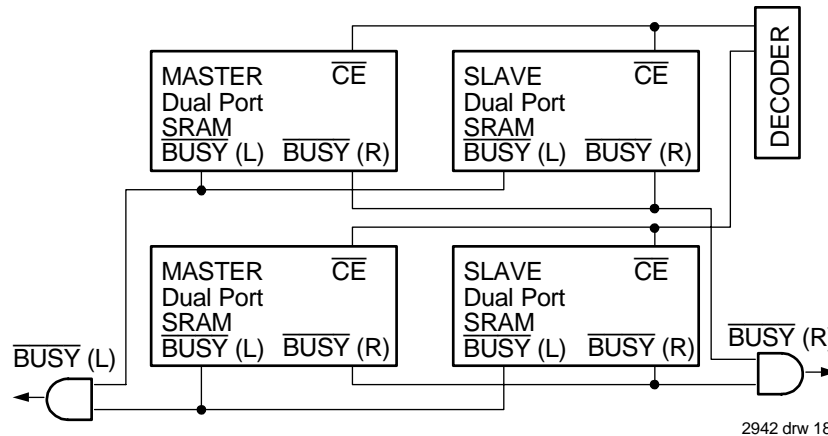 MASTER CE
Dual Port
SRAM
BUSY (L) BUSY (R)
SLAVE CE
Dual Port
SRAM
BUSY (L) BUSY (R)
DECODER
MASTER CE
Dual Port
SRAM
BUSY (L) BUSY (R)
SLAVE CE
Dual Port
SRAM
BUSY (L) BUSY (R)
BUSY (L)
BUSY (R
2942 drw 18